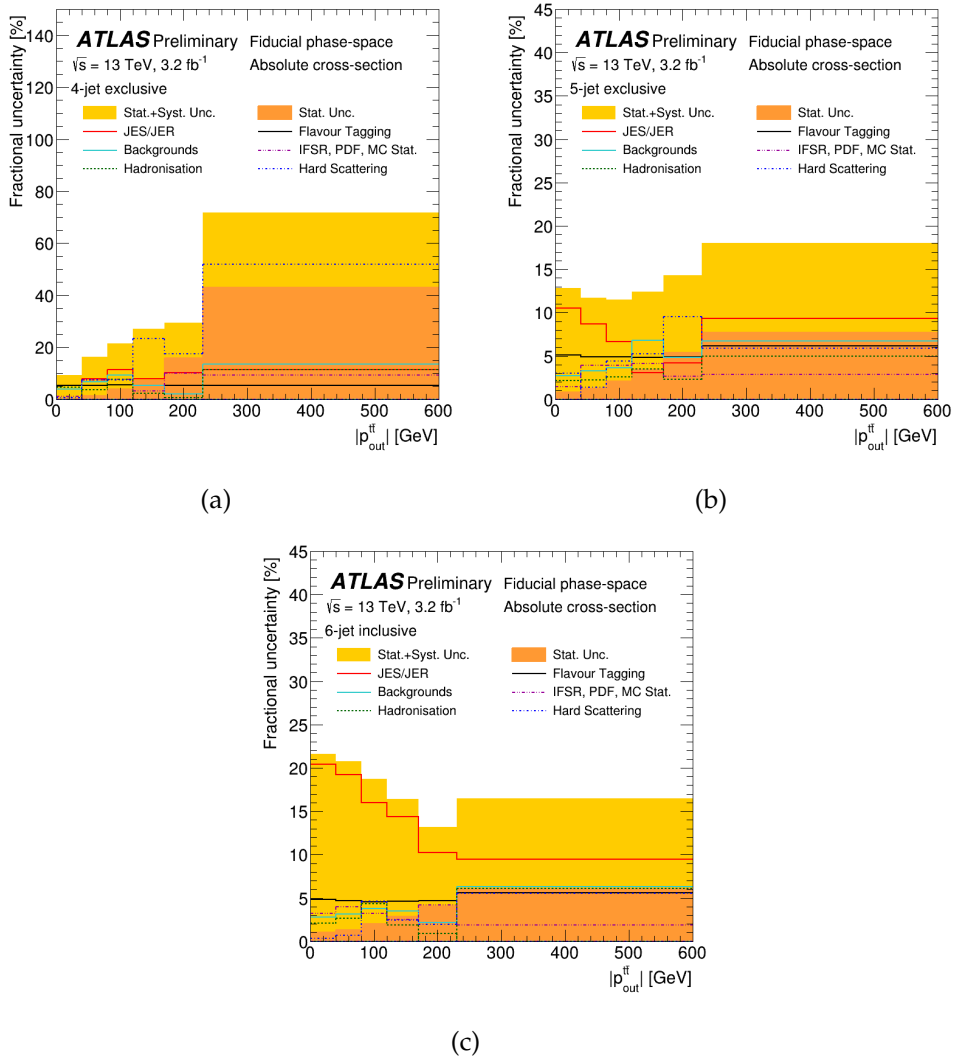 Fractional uncertainty [%]
140
120
100
80
60
40
20
0
ATLAS Preliminary Fiducial phase-space
√s = 13 TeV, 3.2 fb⁻¹ Absolute cross-section
4-jet exclusive
Stat.+Syst. Unc. Stat. Unc.
JES/JER Flavour Tagging
Backgrounds IFSR, PDF, MC Stat.
Hadronisation Hard Scattering
0 100 200 300 400 500 600
|p_out^tt̄| [GeV]
(a)
Fractional uncertainty [%]
45
40
35
30
25
20
15
10
5
0
ATLAS Preliminary Fiducial phase-space
√s = 13 TeV, 3.2 fb⁻¹ Absolute cross-section
5-jet exclusive
Stat.+Syst. Unc. Stat. Unc.
JES/JER Flavour Tagging
Backgrounds IFSR, PDF, MC Stat.
Hadronisation Hard Scattering
0 100 200 300 400 500 600
|p_out^tt̄| [GeV]
(b)
Fractional uncertainty [%]
45
40
35
30
25
20
15
10
5
0
ATLAS Preliminary Fiducial phase-space
√s = 13 TeV, 3.2 fb⁻¹ Absolute cross-section
6-jet inclusive
Stat.+Syst. Unc. Stat. Unc.
JES/JER Flavour Tagging
Backgrounds IFSR, PDF, MC Stat.
Hadronisation Hard Scattering
0 100 200 300 400 500 600
|p_out^tt̄| [GeV]
(c)